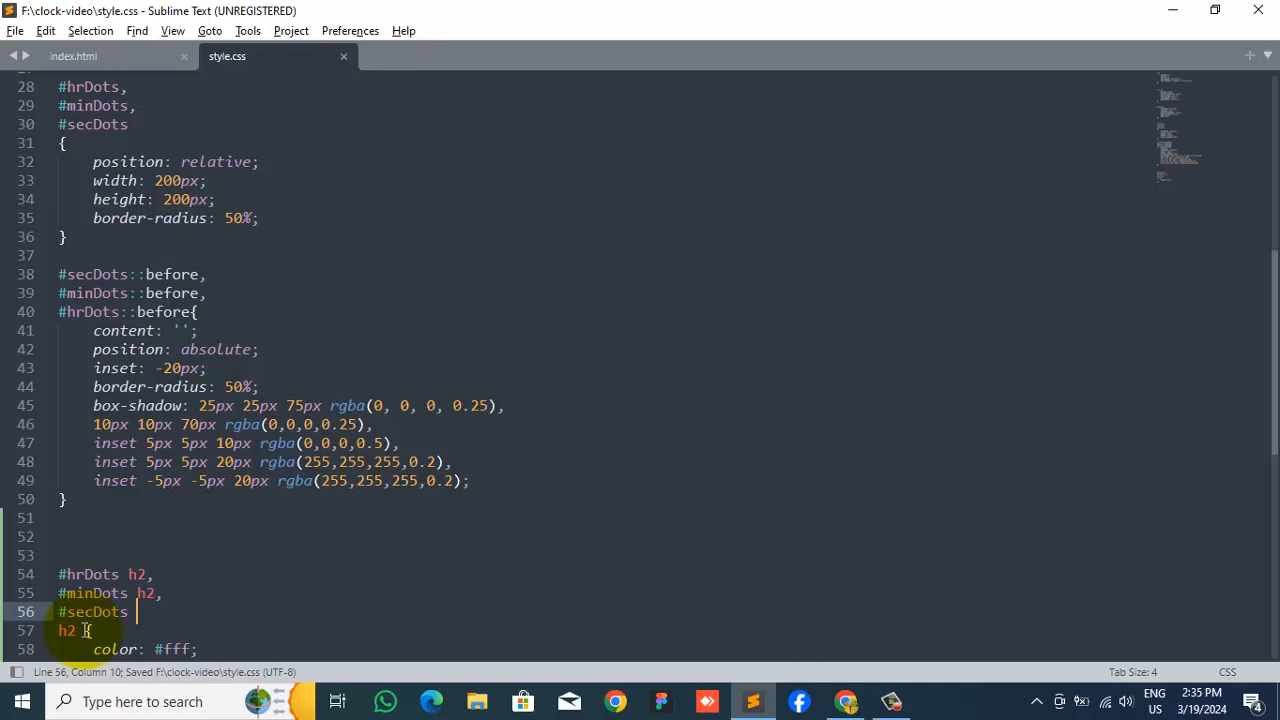 F:\clock-video\style.css - Sublime Text (UNREGISTERED)
File Edit Selection Find View Goto Tools Project Preferences Help
index.html style.css
28 #hrDots,
29 #minDots,
30 #secDots
31 {
32 position: relative;
33 width: 200px;
34 height: 200px;
35 border-radius: 50%;
36 }
37
38 #secDots::before,
39 #minDots::before,
40 #hrDots::before{
41 content: '';
42 position: absolute;
43 inset: -20px;
44 border-radius: 50%;
45 box-shadow: 25px 25px 75px rgba(0, 0, 0, 0.25),
46 10px 10px 70px rgba(0,0,0,0.25),
47 inset 5px 5px 10px rgba(0,0,0,0.5),
48 inset 5px 5px 20px rgba(255,255,255,0.2),
49 inset -5px -5px 20px rgba(255,255,255,0.2);
50 }
51
52
53
54 #hrDots h2,
55 #minDots h2,
56 #secDots
57 h2 {
58 color: #fff;
Line 56, Column 10; Saved F:\clock-video\style.css (UTF-8) Tab Size: 4 CSS
Type here to search ENG 2:35 PM
US 3/19/2024 4